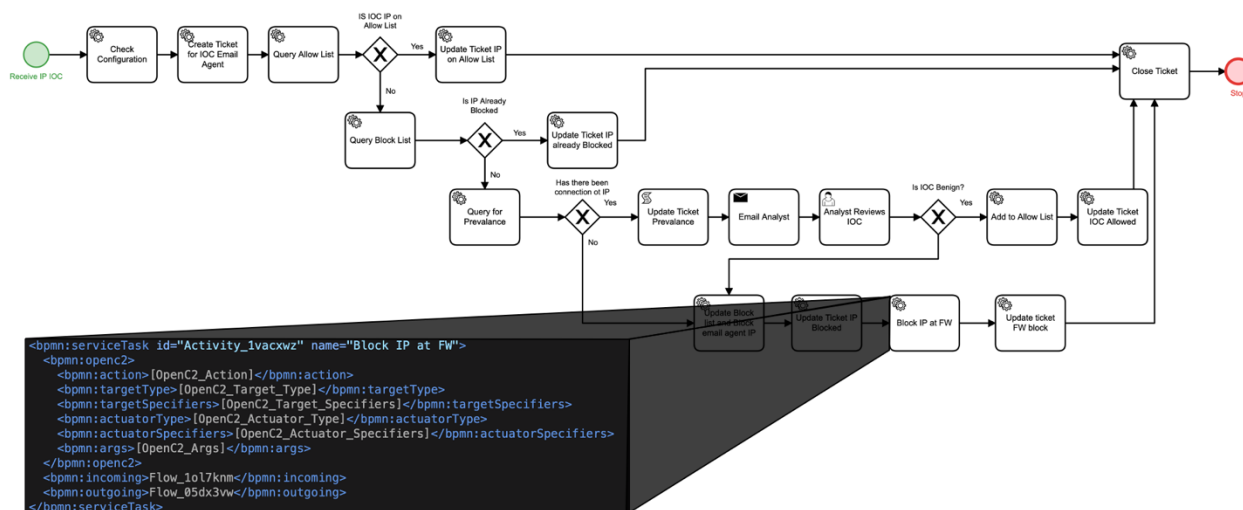 IS IOC IP on
Allow List
Receive IP IOC
Check
Configuration
Create Ticket
for IOC Email
Agent
Query Allow List
Yes
Update Ticket IP
on Allow List
Close Ticket
Stop
No
Is IP Already
Blocked
Query Block List
Yes
Update Ticket IP
already Blocked
No
Has there been
connection ot IP
Query for
Prevalance
Yes
Update Ticket
Prevalance
Email Analyst
Analyst Reviews
IOC
Is IOC Benign?
Yes
Add to Allow List
Update Ticket
IOC Allowed
No
Update Block
list and Block
email agent IP
Update Ticket IP
Blocked
Block IP at FW
Update ticket
FW block
<bpmn:serviceTask id="Activity_1vacxwz" name="Block IP at FW">
<bpmn:openc2>
<bpmn:action>[OpenC2_Action]</bpmn:action>
<bpmn:targetType>[OpenC2_Target_Type]</bpmn:targetType>
<bpmn:targetSpecifiers>[OpenC2_Target_Specifiers]</bpmn:targetSpecifiers>
<bpmn:actuatorType>[OpenC2_Actuator_Type]</bpmn:actuatorType>
<bpmn:actuatorSpecifiers>[OpenC2_Actuator_Specifiers]</bpmn:actuatorSpecifiers>
<bpmn:args>[OpenC2_Args]</bpmn:args>
</bpmn:openc2>
<bpmn:incoming>Flow_1ol7knm</bpmn:incoming>
<bpmn:outgoing>Flow_05dx3vw</bpmn:outgoing>
</bpmn:serviceTask>